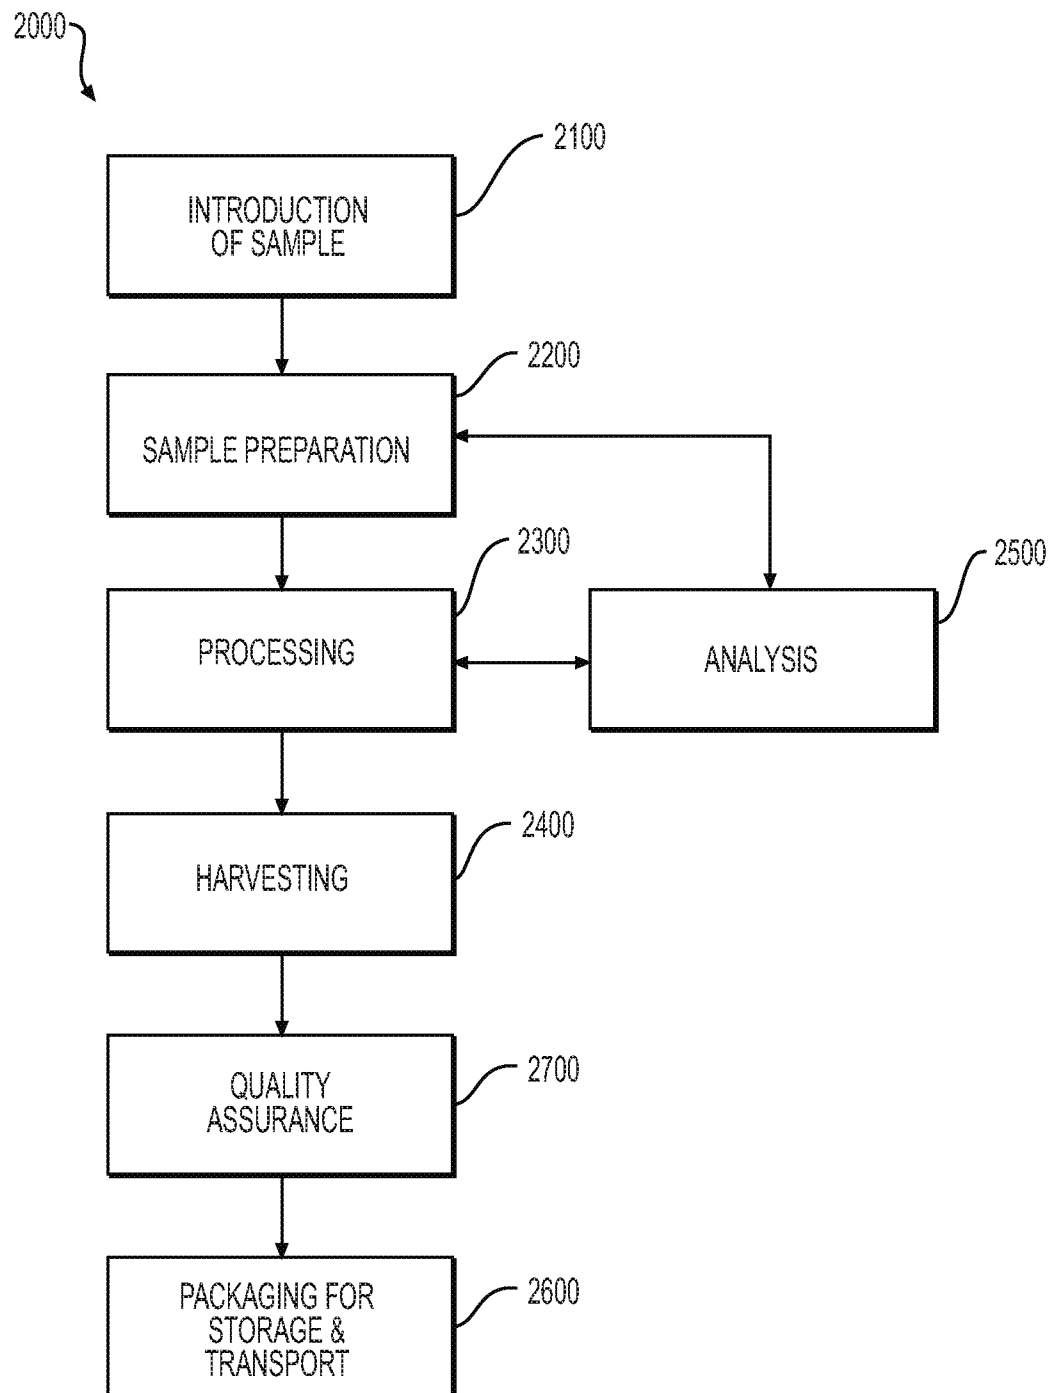 2000
2100
INTRODUCTION
OF SAMPLE
2200
SAMPLE PREPARATION
2300
PROCESSING
2500
ANALYSIS
2400
HARVESTING
2700
QUALITY
ASSURANCE
2600
PACKAGING FOR
STORAGE &
TRANSPORT